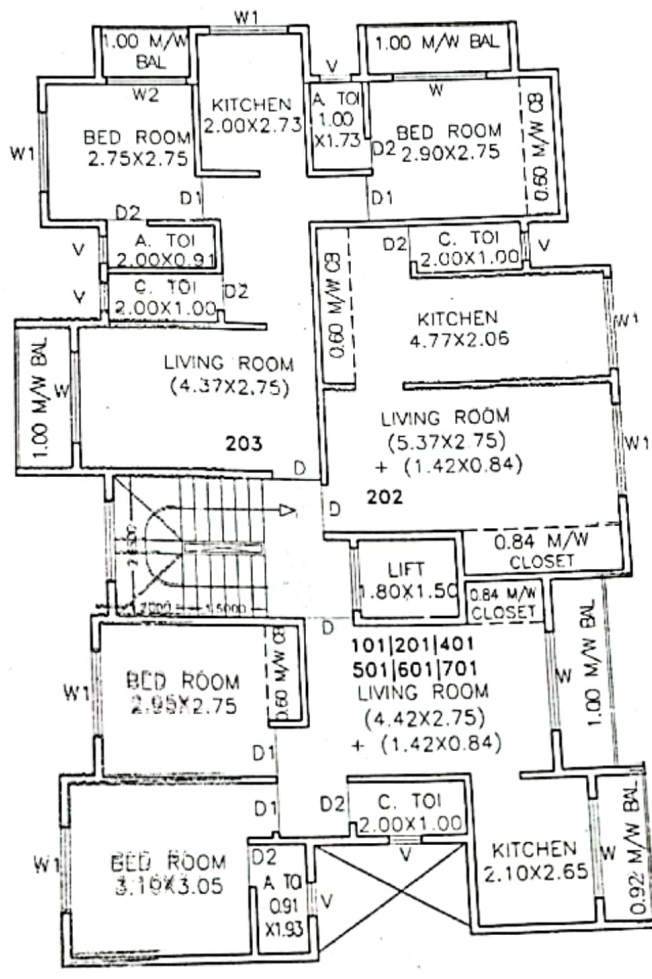 W1
1.00 M/W
BAL
1.00 M/W BAL
V
W2
KITCHEN
2.00X2.73
A. TOI
1.00
X1.73
W
BED ROOM
2.75X2.75
BED ROOM
2.90X2.75
0.60 M/W CB
W1
D2
D1
D1
D2
V
A. TOI
2.00X0.91
D2
C. TOI
2.00X1.00
V
V
C. TOI
2.00X1.00
D2
0.60 M/W CB
KITCHEN
4.77X2.06
W1
1.00 M/W BAL
W
LIVING ROOM
(4.37X2.75)
203
LIVING ROOM
(5.37X2.75)
+ (1.42X0.84)
W1
D
D
202
0.84 M/W
CLOSET
LIFT
1.80X1.50
0.84 M/W
CLOSET
D
101|201|401
501|601|701
LIVING ROOM
(4.42X2.75)
+ (1.42X0.84)
W
1.00 M/W BAL
W1
BED ROOM
2.95X2.75
0.60 M/W CB
D1
D1
D2
C. TOI
2.00X1.00
V
W1
BED ROOM
3.10X3.05
D2
A TO
0.91
X1.93
V
KITCHEN
2.10X2.65
W
0.92 M/W BAL